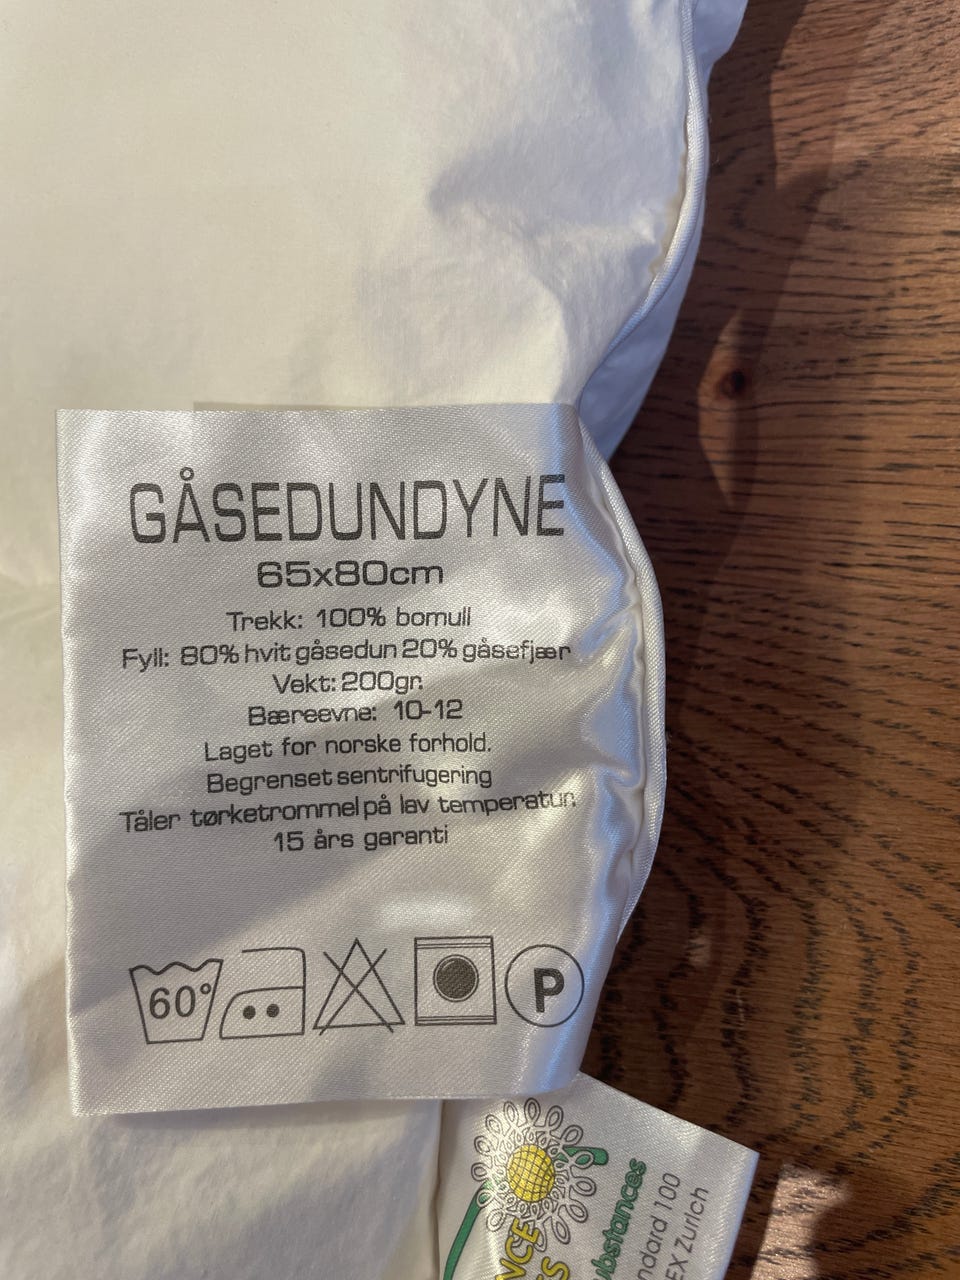 GÅSEDUNDYNE
65x80cm
Trekk: 100% bomull
Fyll: 80% hvit gåsedun 20% gåsefjær
Vekt: 200gr.
Bæreevne: 10-12
Laget for norske forhold.
Begrenset sentrifugering
Tåler tørketrommel på lav temperatur.
15 års garanti
60°
P